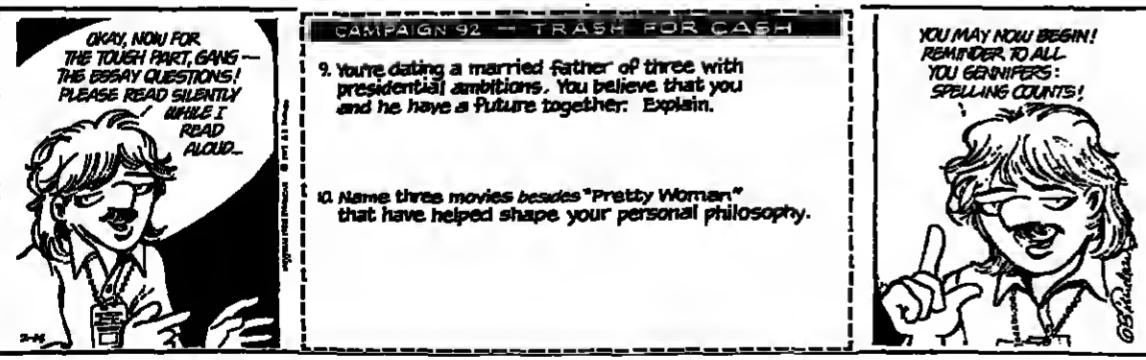 OKAY, NOW FOR
THE TOUGH PART, GANG —
THE ESSAY QUESTIONS!
PLEASE READ SILENTLY
WHILE I
READ
ALOUD...
CAMPAIGN 92 — TRASH FOR CASH
9. You're dating a married father of three with
presidential ambitions. You believe that you
and he have a future together. Explain.
10. Name three movies besides "Pretty Woman"
that have helped shape your personal philosophy.
YOU MAY NOW BEGIN!
REMINDER TO ALL
YOU GENNIFERS:
SPELLING COUNTS!